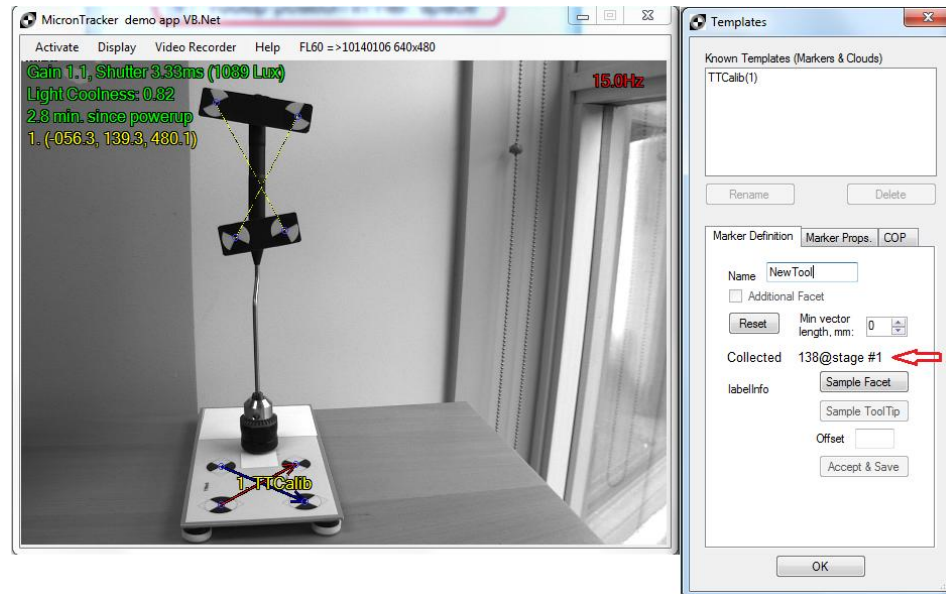 MicronTracker demo app VB.Net
Activate Display Video Recorder Help FL60 = >10140106 640x480
Gain 1.1, Shutter 3.33ms (1089 Lux)
Light Coolness: 0.82
2.8 min. since powerup
1. (-056.3, 139.3, 480.1)
15.0Hz
1. TTCalib
Templates
Known Templates (Markers & Clouds)
TTCalib(1)
Rename Delete
Marker Definition Marker Props. COP
Name NewTool
Additional Facet
Reset Min vector length, mm: 0
Collected 138@stage #1
labelInfo Sample Facet
Sample ToolTip
Offset
Accept & Save
OK